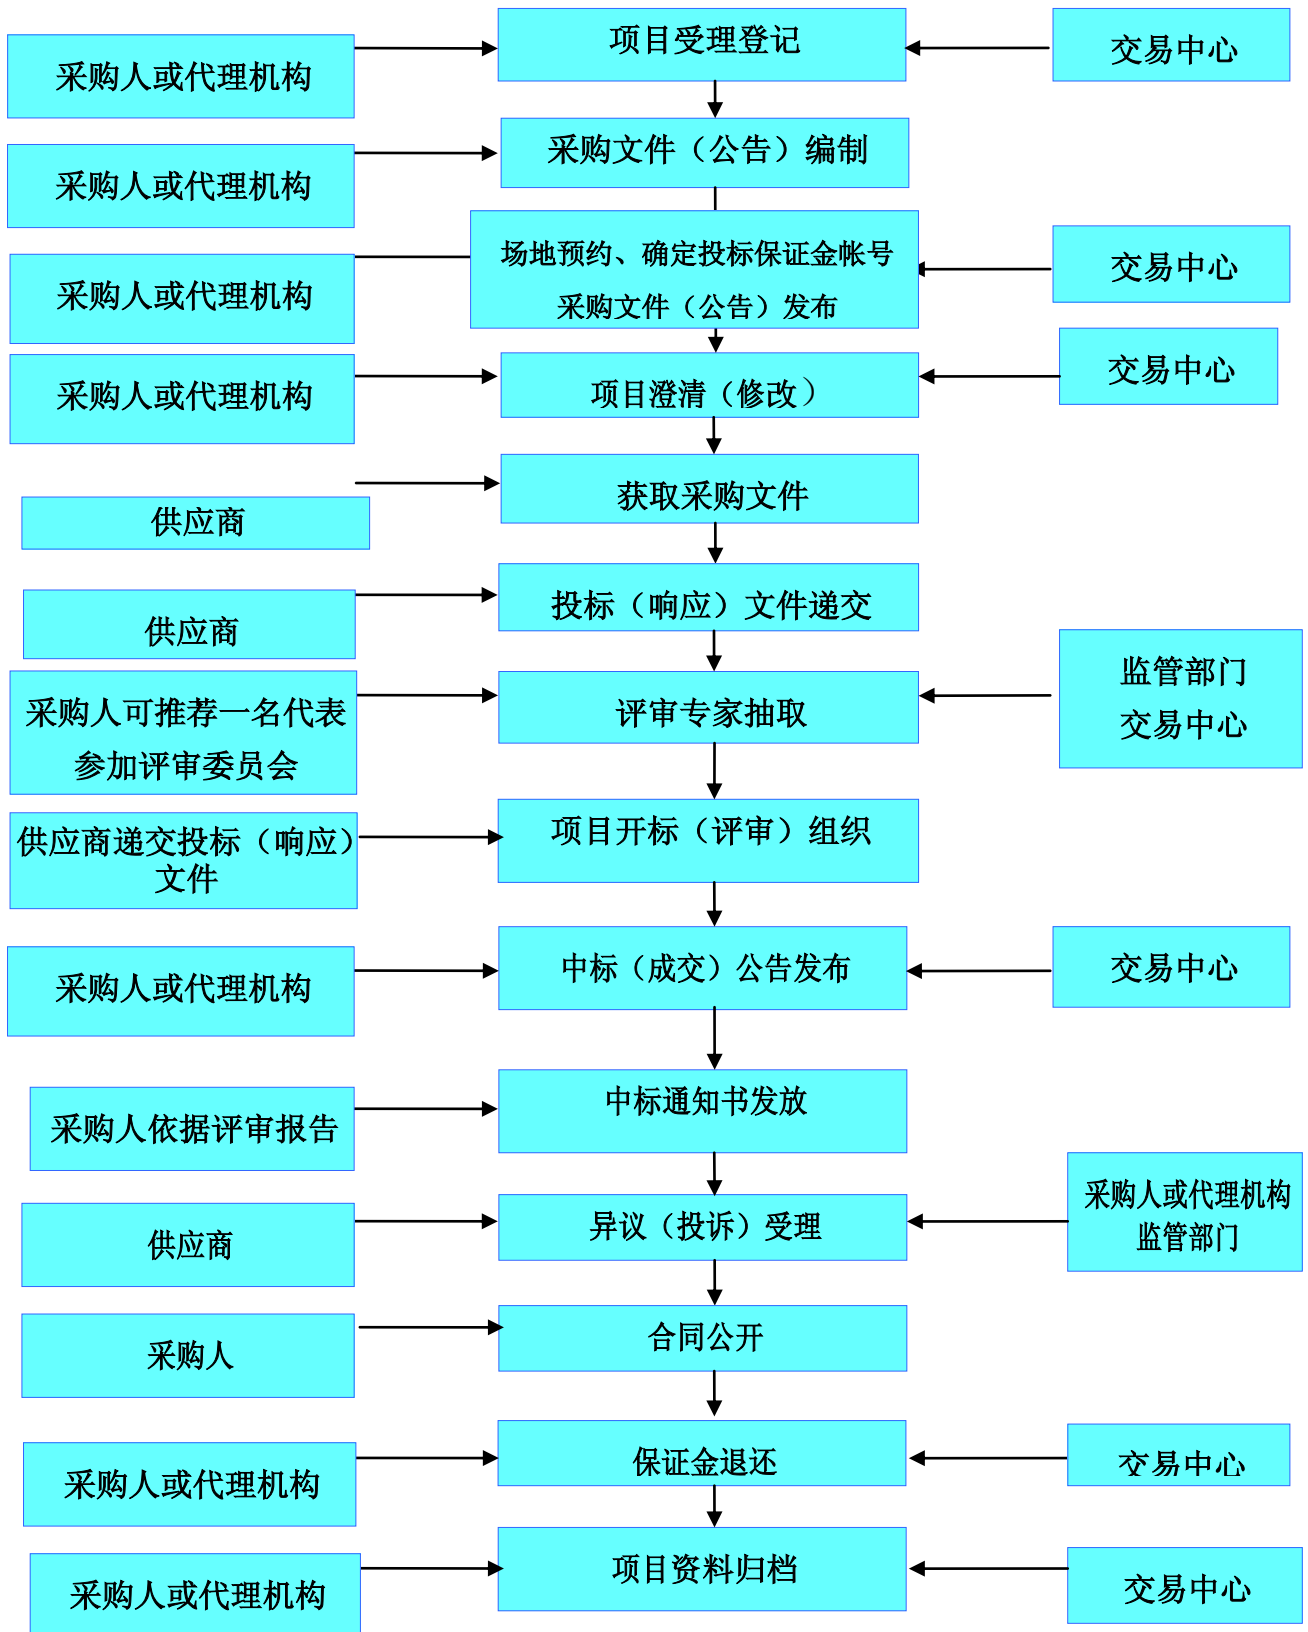 项目受理登记
采购人或代理机构
交易中心
采购文件（公告）编制
采购人或代理机构
场地预约、确定投标保证金帐号
采购文件（公告）发布
采购人或代理机构
交易中心
项目澄清（修改）
采购人或代理机构
交易中心
获取采购文件
供应商
投标（响应）文件递交
供应商
评审专家抽取
采购人可推荐一名代表
参加评审委员会
监管部门
交易中心
项目开标（评审）组织
供应商递交投标（响应）
文件
中标（成交）公告发布
采购人或代理机构
交易中心
中标通知书发放
采购人依据评审报告
异议（投诉）受理
供应商
采购人或代理机构
监管部门
合同公开
采购人
保证金退还
采购人或代理机构
交易中心
项目资料归档
采购人或代理机构
交易中心